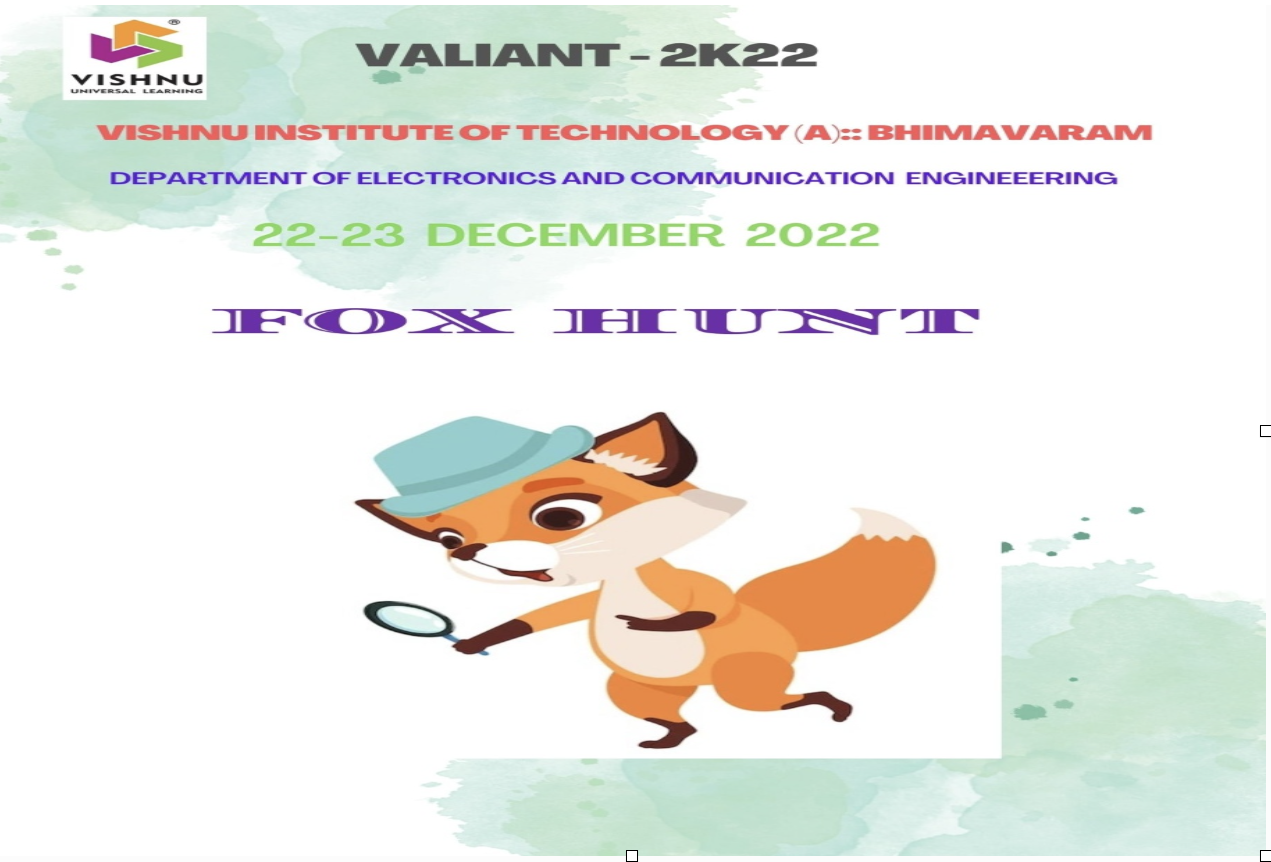 VISHNU
UNIVERSAL LEARNING
VALIANT - 2K22
VISHNU INSTITUTE OF TECHNOLOGY (A):: BHIMAVARAM
DEPARTMENT OF ELECTRONICS AND COMMUNICATION ENGINEEERING
22-23 DECEMBER 2022
FOX HUNT